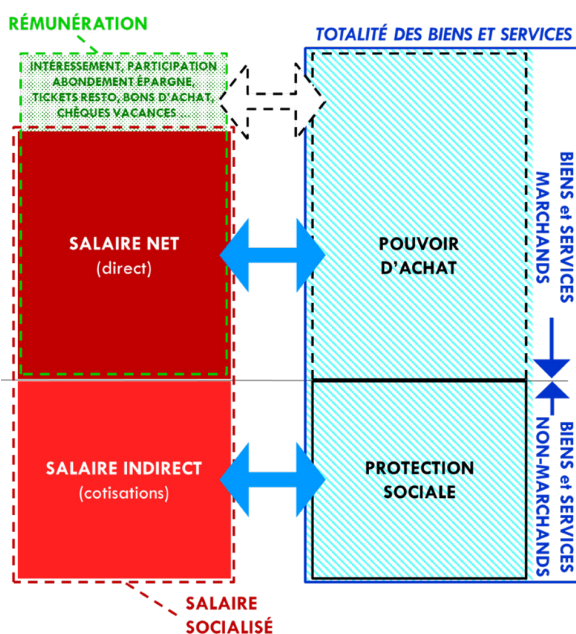 RÉMUNÉRATION
TOTALITÉ DES BIENS ET SERVICES
INTÉRESSEMENT, PARTICIPATION
ABONDEMENT ÉPARGNE,
TICKETS RESTO, BONS D'ACHAT,
CHÈQUES VACANCES ...
SALAIRE NET
(direct)
POUVOIR
D'ACHAT
BIENS et SERVICES
MARCHANDS
SALAIRE INDIRECT
(cotisations)
PROTECTION
SOCIALE
BIENS et SERVICES
NON-MARCHANDS
SALAIRE
SOCIALISÉ